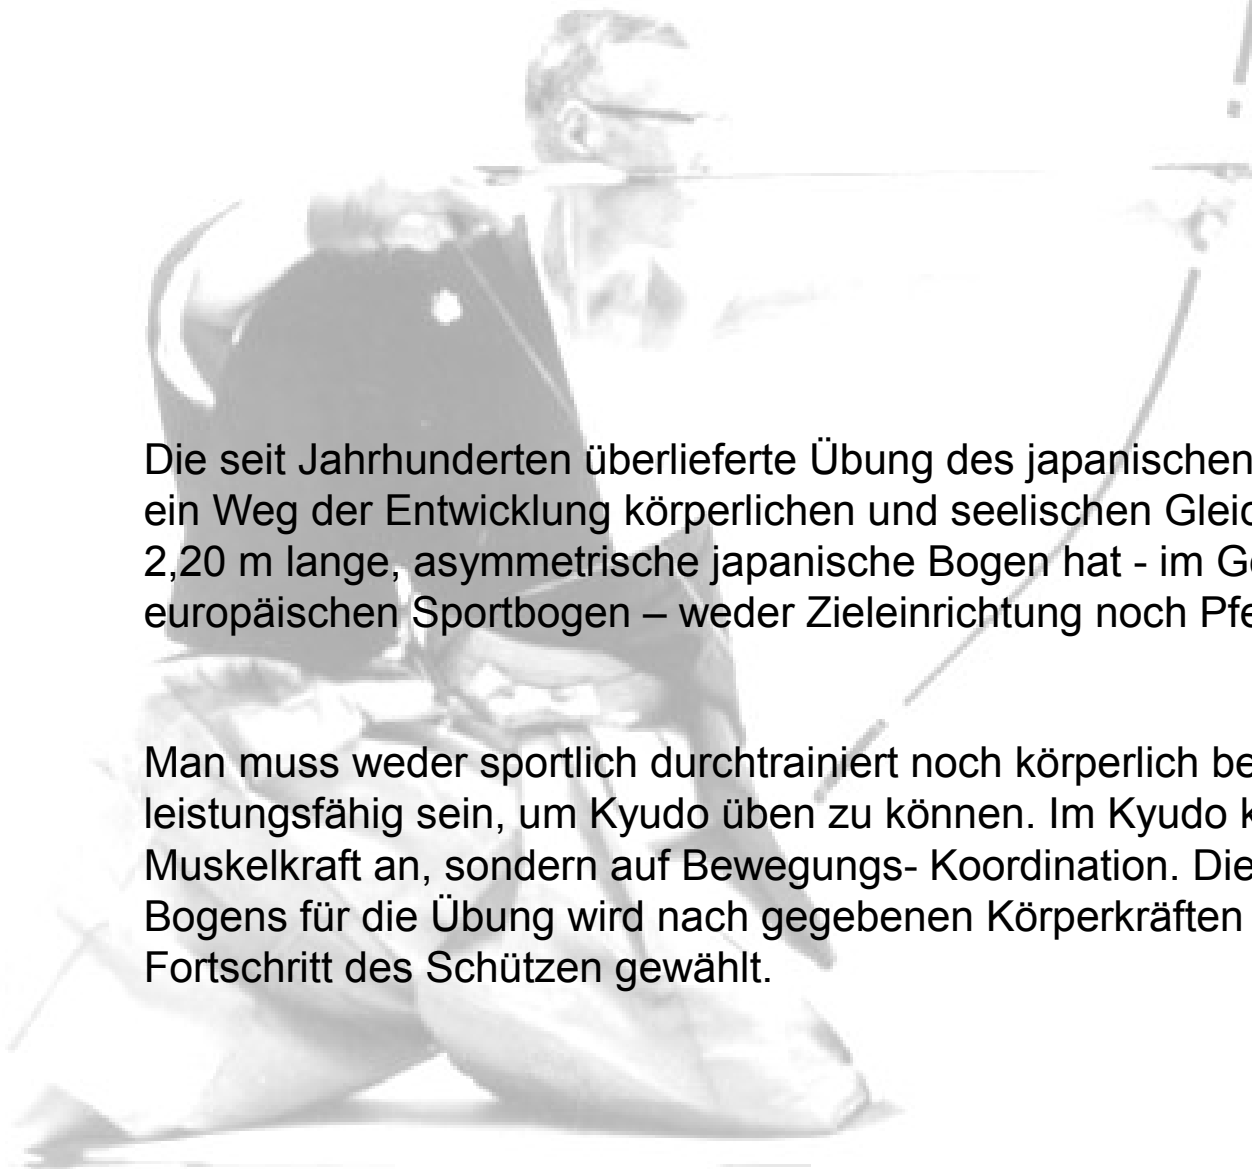 Die seit Jahrhunderten überlieferte Übung des japanischen
ein Weg der Entwicklung körperlichen und seelischen
2,20 m lange, asymmetrische japanische Bogen hat - im
europäischen Sportbogen – weder Zieleinrichtung noch
Man muss weder sportlich durchtrainiert noch körperlich
leistungsfähig sein, um Kyudo üben zu können. Im Kyudo
Muskelkraft an, sondern auf Bewegungs- Koordination. Die
Bogens für die Übung wird nach gegebenen Körperkräften
Fortschritt des Schützen gewählt.